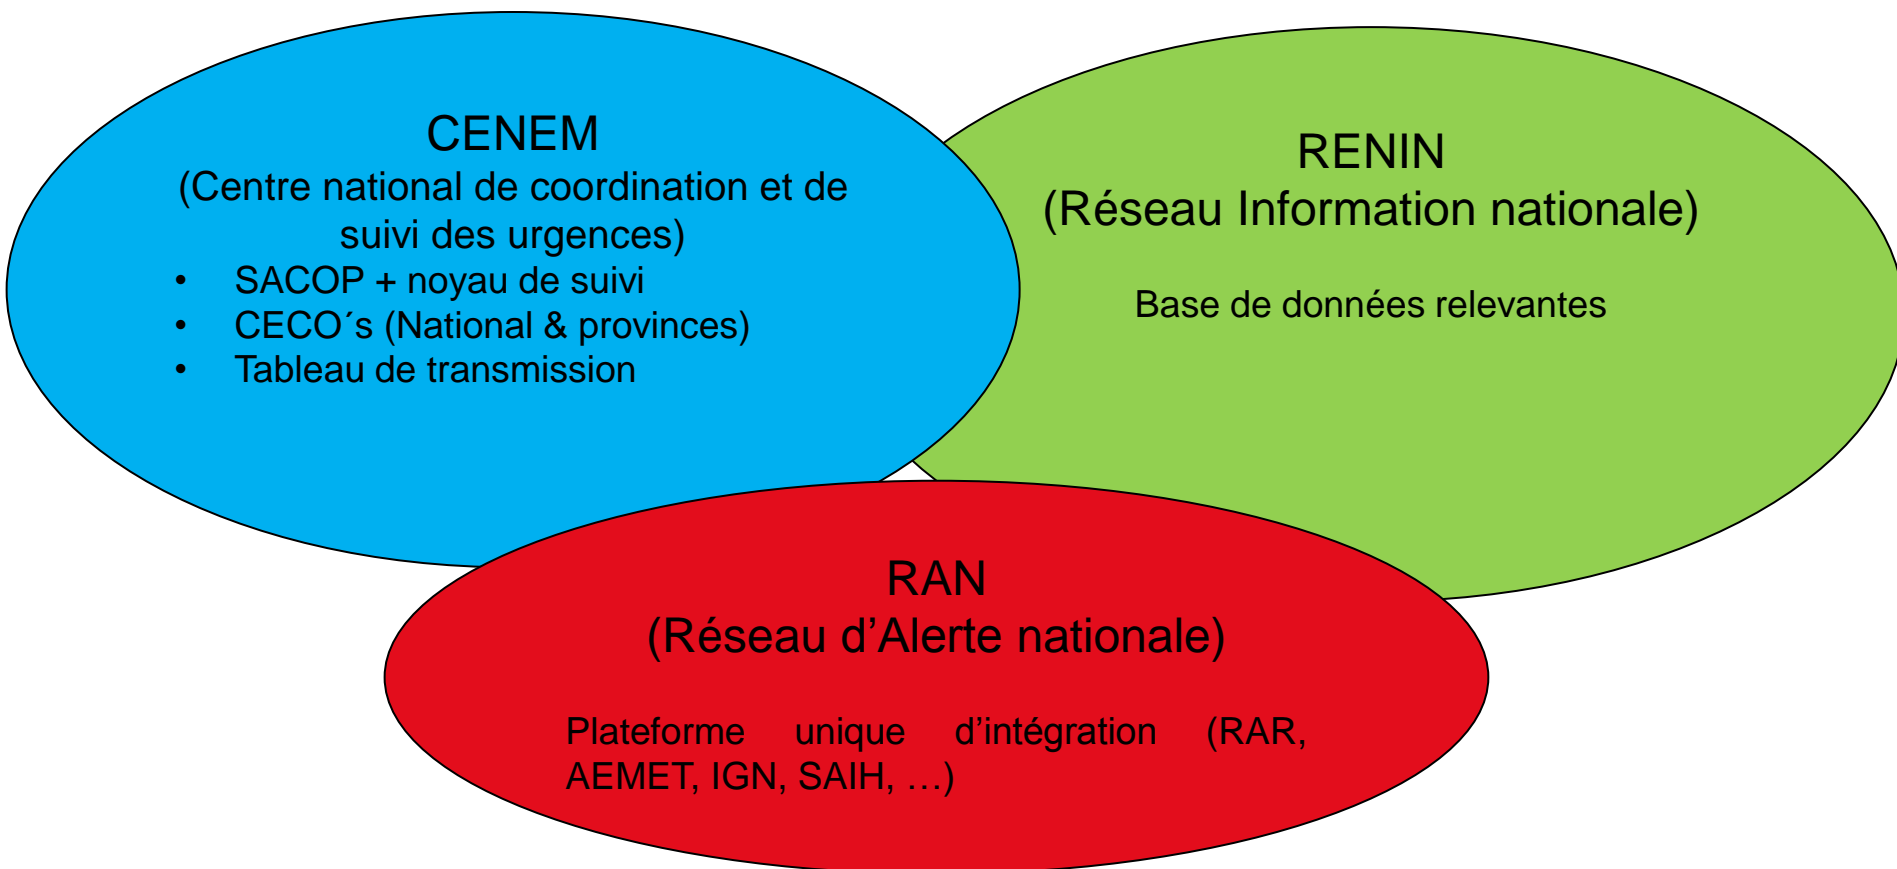 CENEM
(Centre national de coordination et de
suivi des urgences)
• SACOP + noyau de suivi
• CECO´s (National & provinces)
• Tableau de transmission
RENIN
(Réseau Information nationale)
Base de données relevantes
RAN
(Réseau d’Alerte nationale)
Plateforme unique d’intégration (RAR,
AEMET, IGN, SAIH, …)